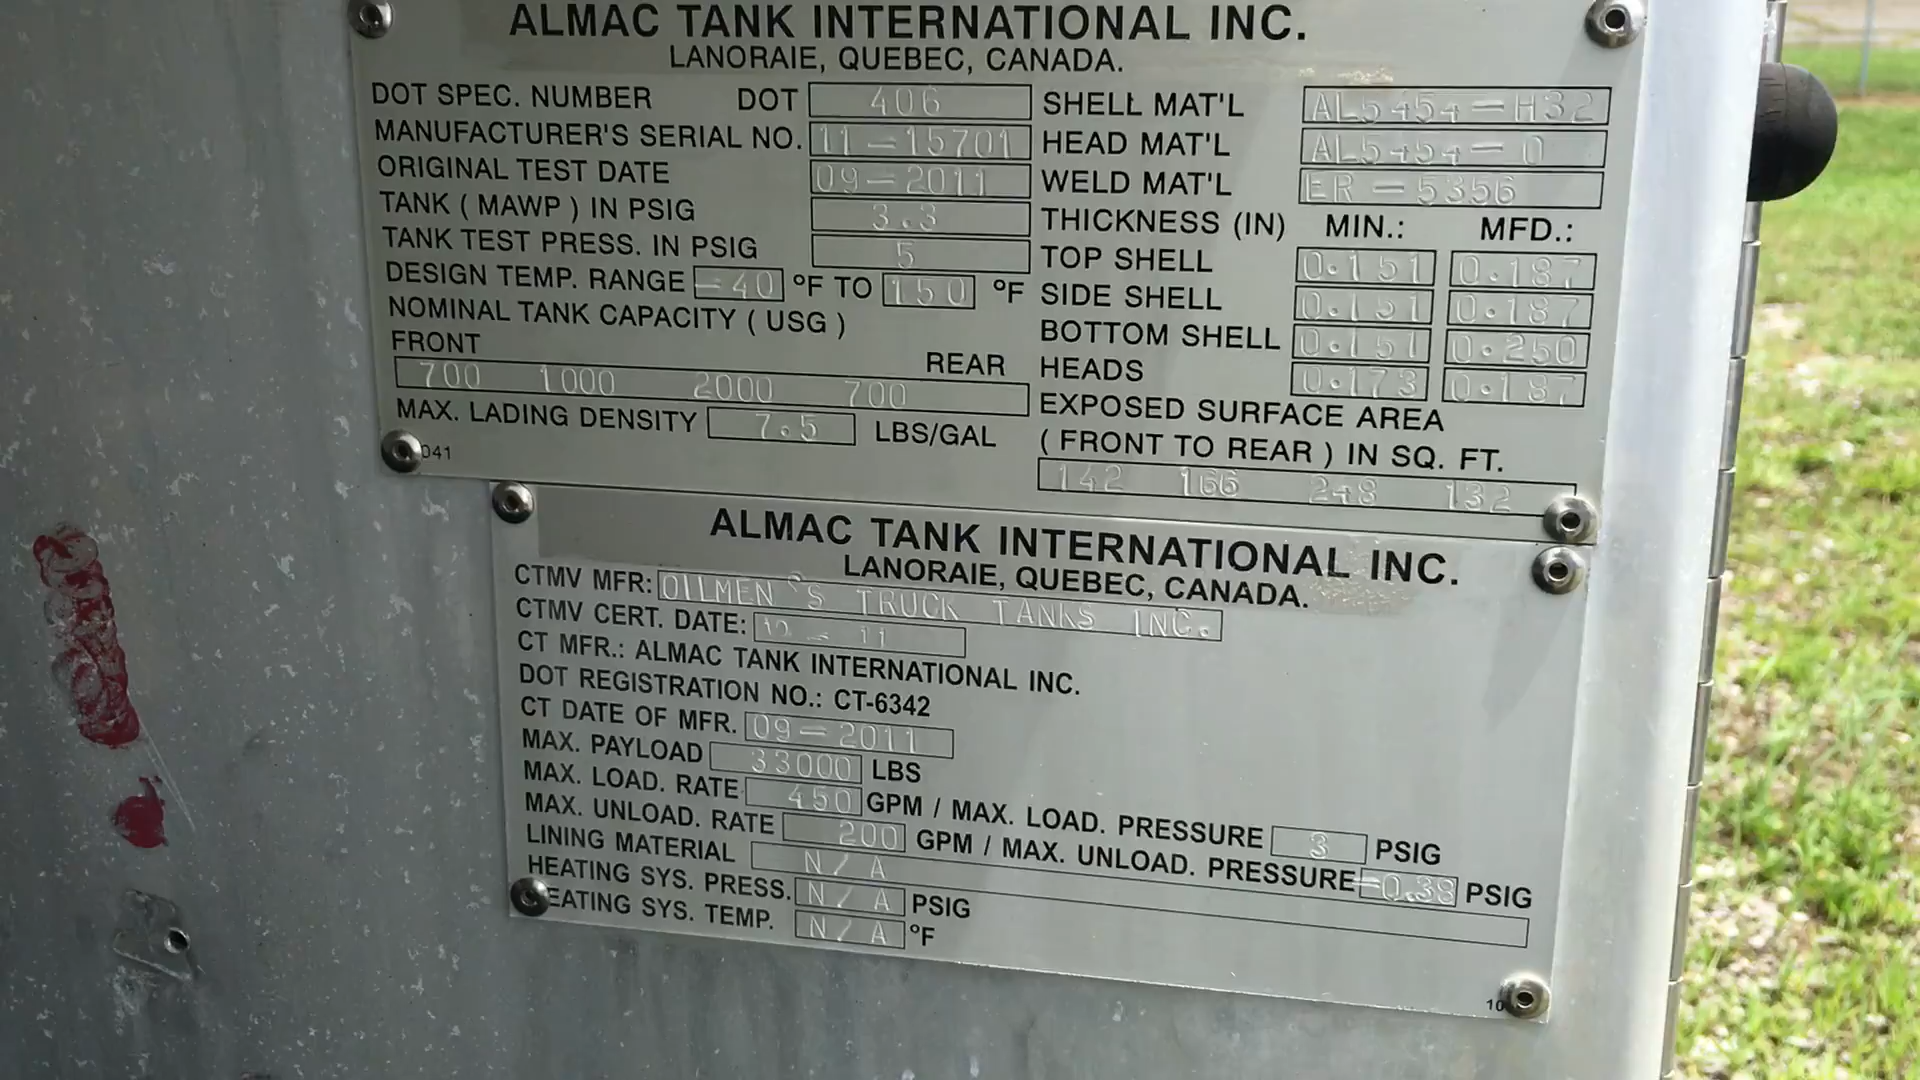 ALMAC TANK INTERNATIONAL INC.
LANORAIE, QUEBEC, CANADA.
DOT SPEC. NUMBER DOT 406
MANUFACTURER'S SERIAL NO. 11-15701
ORIGINAL TEST DATE 09-2011
TANK ( MAWP ) IN PSIG 3.3
TANK TEST PRESS. IN PSIG 5
DESIGN TEMP. RANGE -40 °F TO 150 °F
NOMINAL TANK CAPACITY ( USG )
FRONT REAR
700 1000 2000 700
MAX. LADING DENSITY 7.5 LBS/GAL
041
SHELL MAT'L AL5454-H32
HEAD MAT'L AL5454-0
WELD MAT'L ER-5356
THICKNESS (IN) MIN.: MFD.:
TOP SHELL 0.151 0.187
SIDE SHELL 0.151 0.187
BOTTOM SHELL 0.151 0.250
HEADS 0.173 0.187
EXPOSED SURFACE AREA
( FRONT TO REAR ) IN SQ. FT.
142 166 248 132
ALMAC TANK INTERNATIONAL INC.
LANORAIE, QUEBEC, CANADA.
CTMV MFR: OILMEN'S TRUCK TANKS INC.
CTMV CERT. DATE: 12-11
CT MFR.: ALMAC TANK INTERNATIONAL INC.
DOT REGISTRATION NO.: CT-6342
CT DATE OF MFR. 09-2011
MAX. PAYLOAD 33000 LBS
MAX. LOAD. RATE 450 GPM / MAX. LOAD. PRESSURE 3 PSIG
MAX. UNLOAD. RATE 200 GPM / MAX. UNLOAD. PRESSURE -0.38 PSIG
LINING MATERIAL N/A
HEATING SYS. PRESS. N/A PSIG
EATING SYS. TEMP. N/A °F